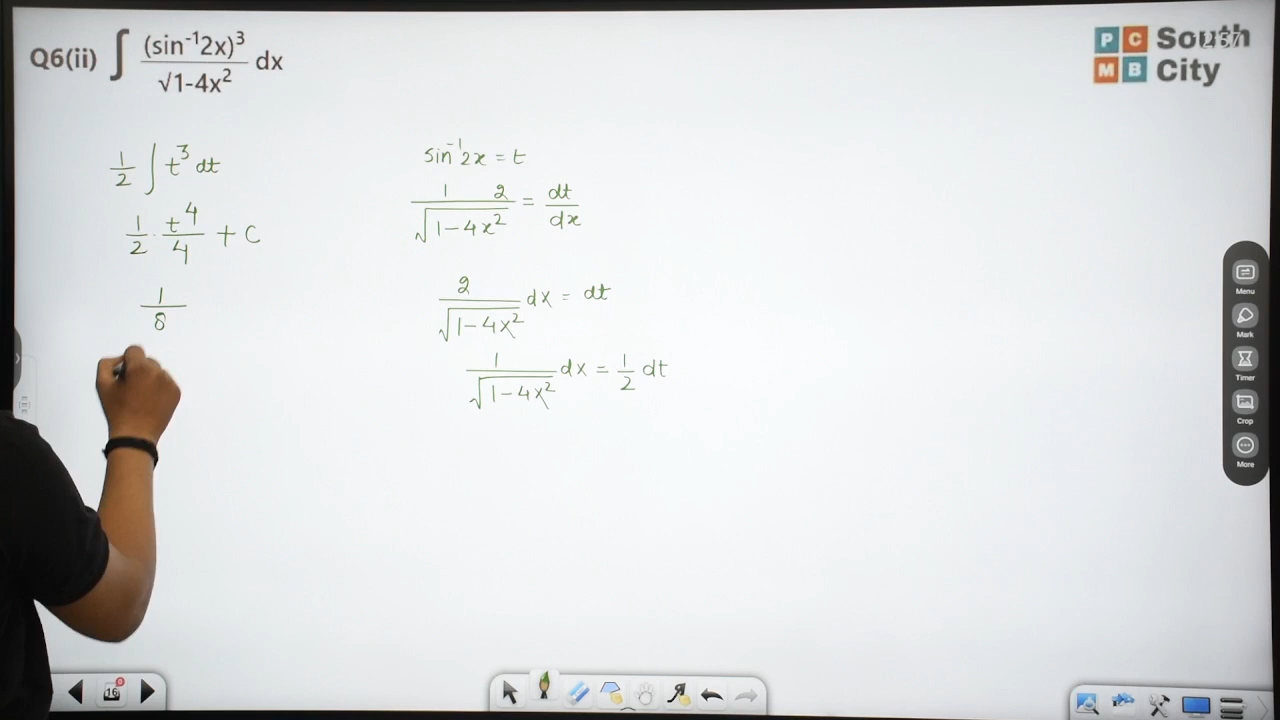 Q6(ii) ∫ (sin⁻¹2x)³ / √1-4x² dx
P C M B South City
1/2 ∫ t³ dt
1/2 · t⁴/4 + C
1/8
sin⁻¹ 2x = t
1 2 / √(1-4x²) = dt/dx
2 / √(1-4x²) dx = dt
1 / √(1-4x²) dx = 1/2 dt
Menu
Mark
Timer
Crop
More
16